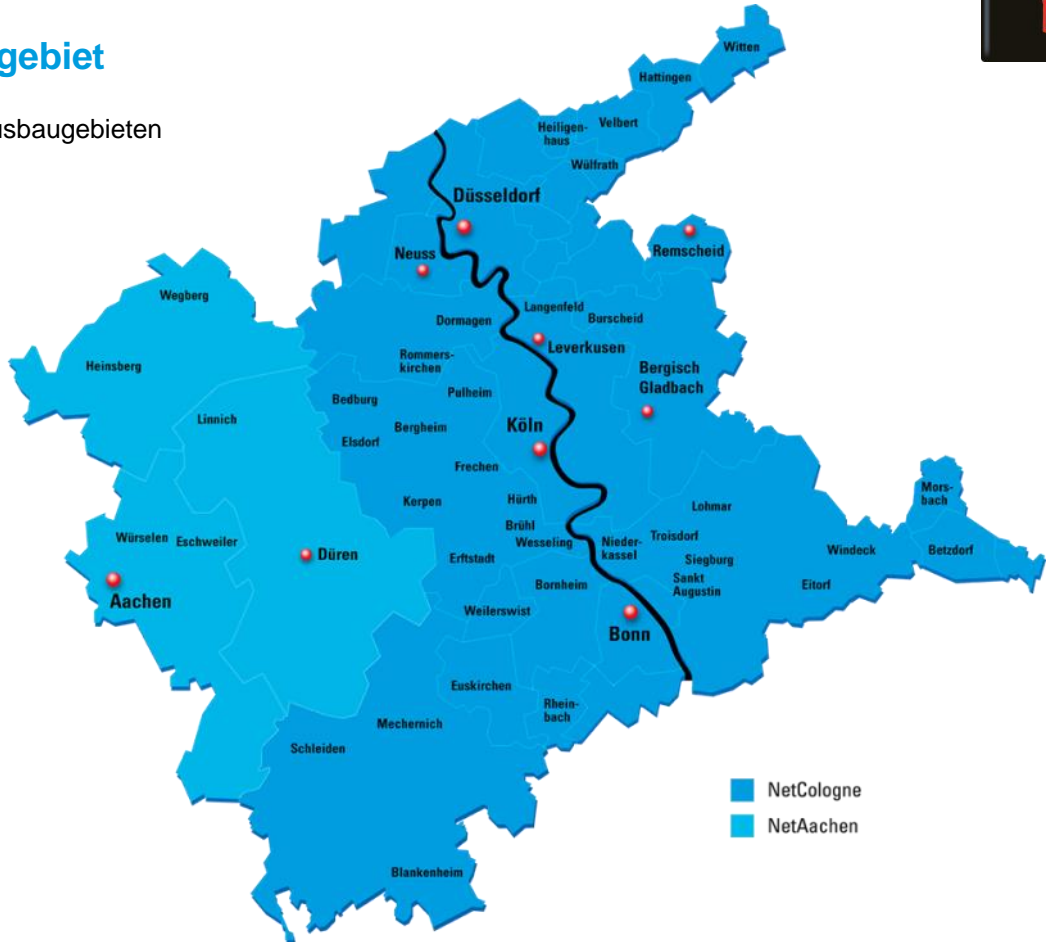 gebiet
usbaugebieten
Witten
Hattingen
Heiligen-
haus
Velbert
Wülfrath
Düsseldorf
Remscheid
Neuss
Wegberg
Langenfeld
Burscheid
Dormagen
Leverkusen
Rommers-
kirchen
Heinsberg
Bergisch
Gladbach
Pulheim
Bedburg
Linnich
Bergheim
Köln
Elsdorf
Frechen
Kerpen
Hürth
Lohmar
Mors-
bach
Brühl
Wesseling
Nieder-
kassel
Troisdorf
Würselen
Eschweiler
Düren
Erftstadt
Siegburg
Windeck
Betzdorf
Sankt
Augustin
Eitorf
Bornheim
Aachen
Weilerswist
Bonn
Euskirchen
Rhein-
bach
Mechernich
Schleiden
NetCologne
NetAachen
Blankenheim